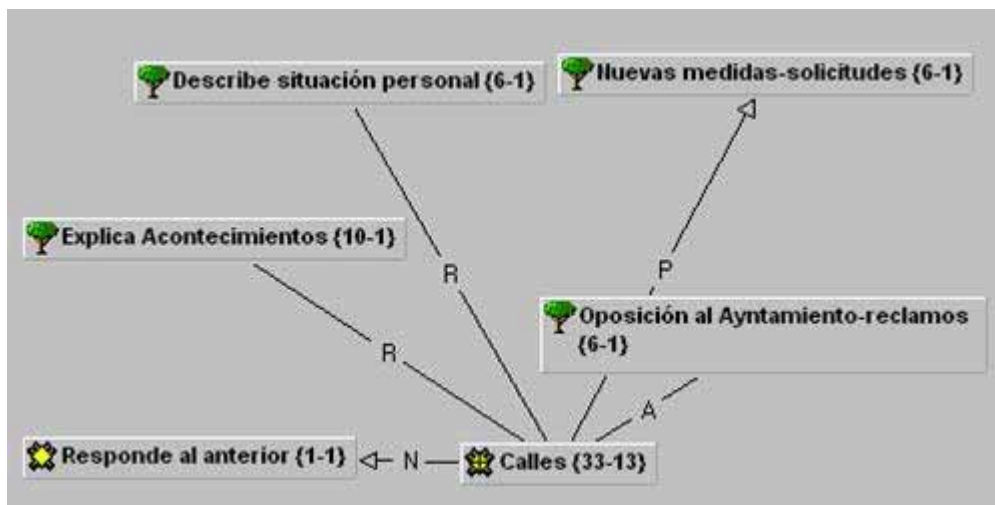 Describe situación personal {6-1}
Nuevas medidas-solicitudes {6-1}
Explica Acontecimientos {10-1}
R
P
Oposición al Ayntamiento-reclamos
{6-1}
R
A
Responde al anterior {1-1}
N
Calles {33-13}